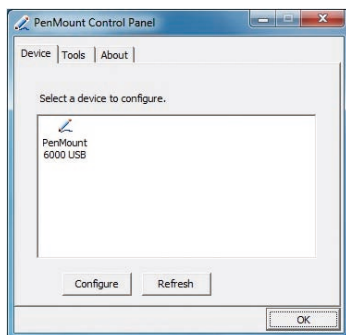 PenMount Control Panel
Device Tools About
Select a device to configure.
PenMount
6000 USB
Configure Refresh
OK